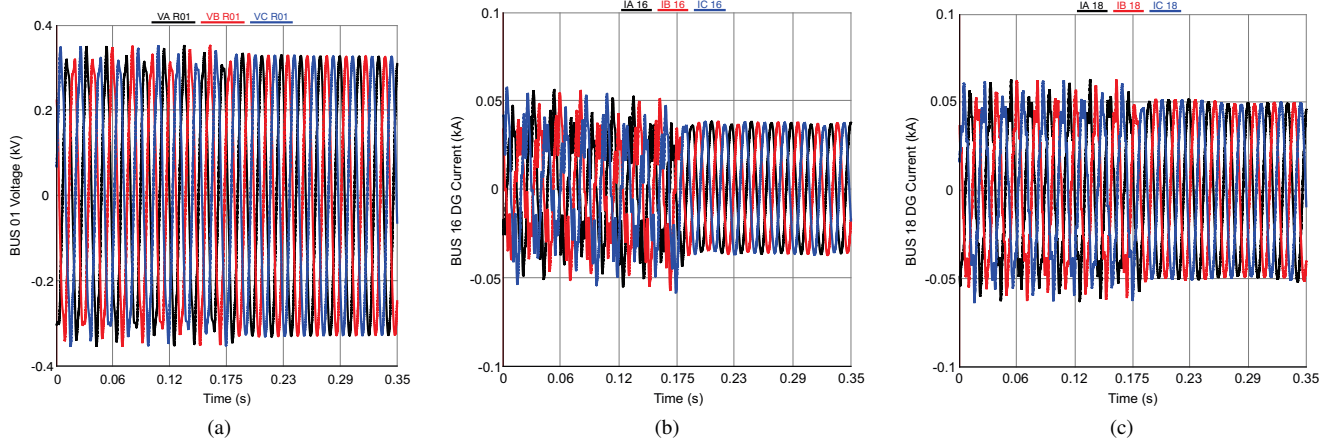 VA R01 VB R01 VC R01
0.4
0.2
0
-0.2
-0.4
BUS 01 Voltage (kV)
0 0.06 0.12 0.175 0.23 0.29 0.35
Time (s)
(a)
IA 16 IB 16 IC 16
0.1
0.05
0
-0.05
-0.1
BUS 16 DG Current (kA)
0 0.06 0.12 0.175 0.23 0.29 0.35
Time (s)
(b)
IA 18 IB 18 IC 18
0.1
0.05
0
-0.05
-0.1
BUS 18 DG Current (kA)
0 0.06 0.12 0.175 0.23 0.29 0.35
Time (s)
(c)